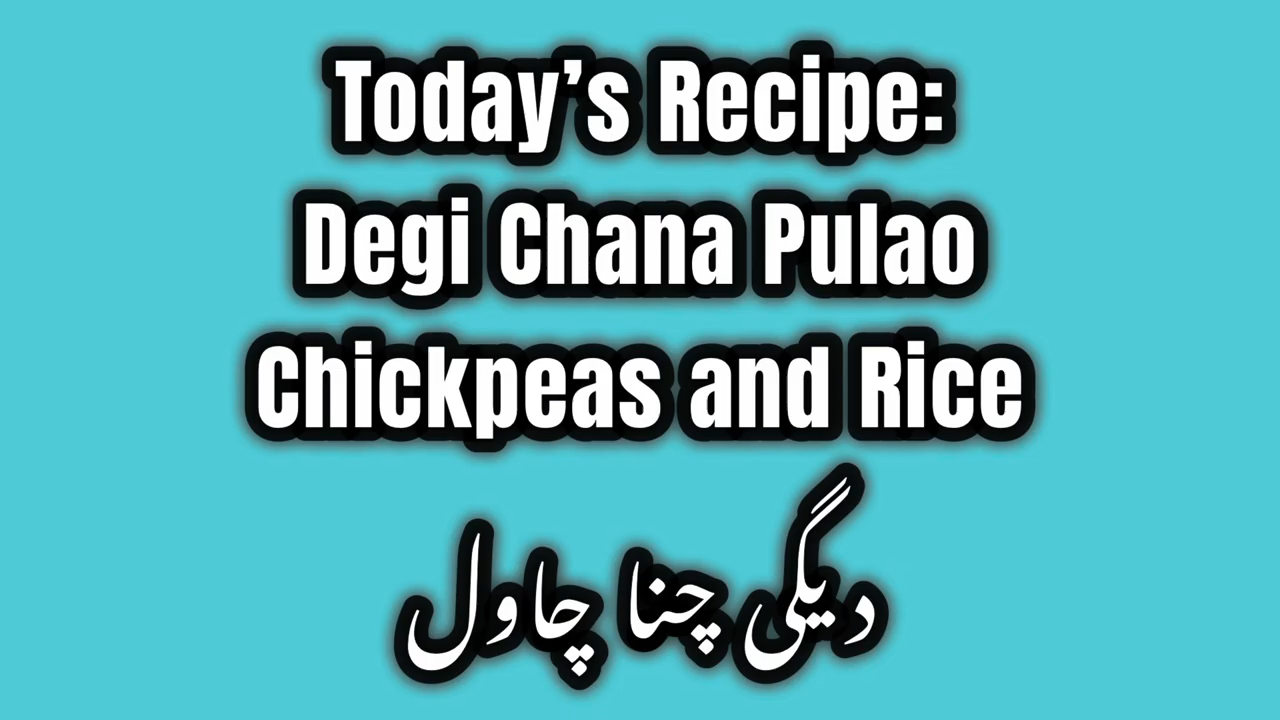 Today’s Recipe:
Degi Chana Pulao
Chickpeas and Rice
دیگی چنا چاول